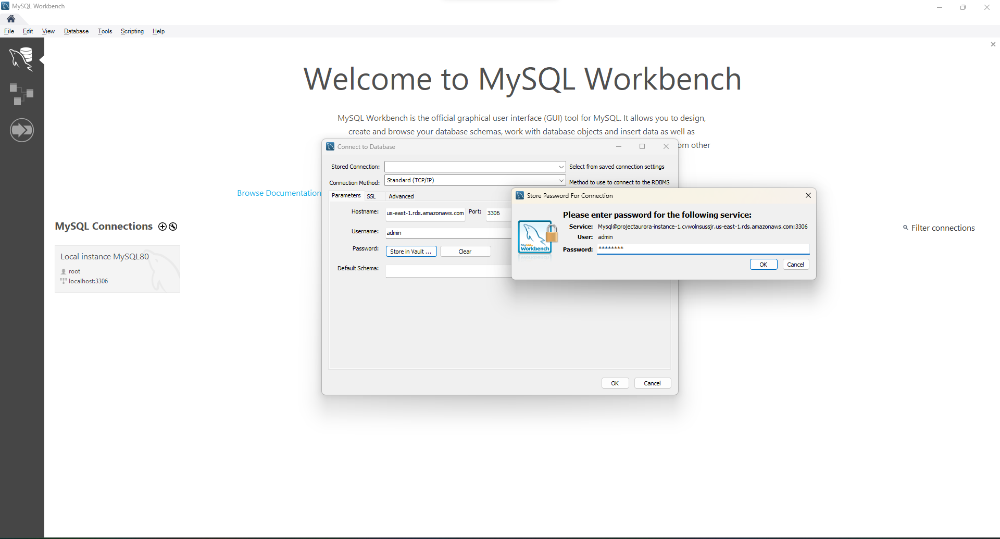 MySQL Workbench
File Edit View Database Tools Scripting Help
Welcome to MySQL Workbench
MySQL Workbench is the official graphical user interface (GUI) tool for MySQL. It allows you to design,
create and browse your database schemas, work with database objects and insert data as well as
om other
Browse Documentation
MySQL Connections
Filter connections
Local instance MySQL80
root
localhost:3306
Connect to Database
Stored Connection: Select from saved connection settings
Connection Method: Standard (TCP/IP) Method to use to connect to the RDBMS
Parameters SSL Advanced
Hostname: us-east-1.rds.amazonaws.com Port: 3306
Username: admin
Password: Store in Vault ... Clear
Default Schema:
OK Cancel
Store Password For Connection
Please enter password for the following service:
Service: Mysql@projectaurora-instance-1.cvwolnsussjr.us-east-1.rds.amazonaws.com:3306
User: admin
Password: ********
MySQL
Workbench
OK Cancel